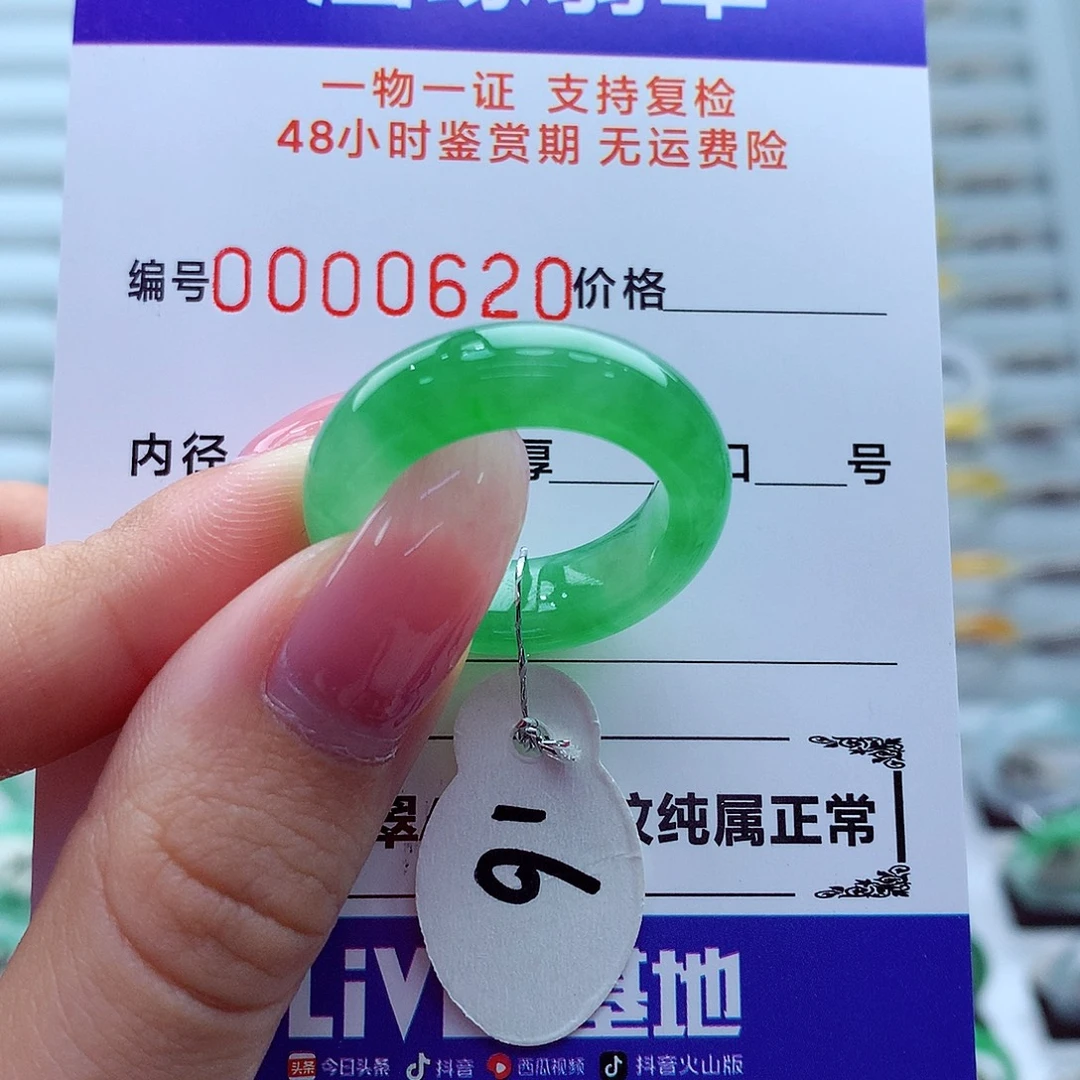 一物一证 支持复检
48小时鉴赏期 无运费险
编号0000620价格
内径 厚 口 号
纹纯属正常
16
LiV 基地
头条 今日头条 抖音 西瓜视频 抖音火山版